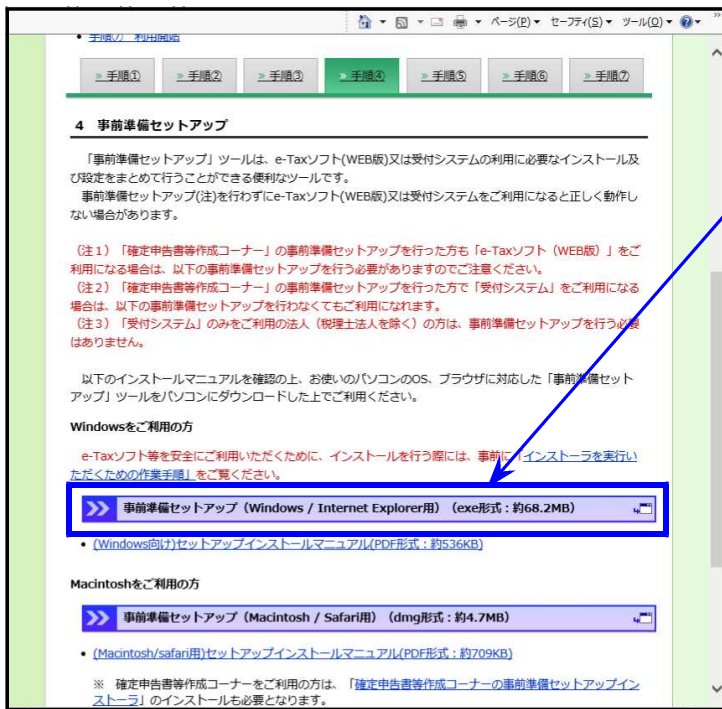 ページ(P) セーフティ(S) ツール(O)
手順⑦ 利用開始
» 手順① » 手順② » 手順③ » 手順④ » 手順⑤ » 手順⑥ » 手順⑦
4 事前準備セットアップ
「事前準備セットアップ」ツールは、e-Taxソフト(WEB版)又は受付システムの利用に必要なインストール及
び設定をまとめて行うことができる便利なツールです。
事前準備セットアップ(注)を行わずにe-Taxソフト(WEB版)又は受付システムをご利用になると正しく動作し
ない場合があります。
(注1)「確定申告書等作成コーナー」の事前準備セットアップを行った方も「e-Taxソフト(WEB版)」をご
利用になる場合は、以下の事前準備セットアップを行う必要がありますのでご注意ください。
(注2)「確定申告書等作成コーナー」の事前準備セットアップを行った方で「受付システム」をご利用になる
場合は、以下の事前準備セットアップを行わなくてもご利用になれます。
(注3)「受付システム」のみをご利用の法人(税理士法人を除く)の方は、事前準備セットアップを行う必要
はありません。
以下のインストールマニュアルを確認の上、お使いのパソコンのOS、ブラウザに対応した「事前準備セット
アップ」ツールをパソコンにダウンロードした上でご利用ください。
Windowsをご利用の方
e-Taxソフト等を安全にご利用いただくために、インストールを行う際には、事前に「インストーラを実行い
ただくための作業手順」をご覧ください。
事前準備セットアップ(Windows / Internet Explorer用)(exe形式:約68.2MB)
(Windows向け)セットアップインストールマニュアル(PDF形式:約536KB)
Macintoshをご利用の方
事前準備セットアップ(Macintosh / Safari用)(dmg形式:約4.7MB)
(Macintosh/safari用)セットアップインストールマニュアル(PDF形式:約709KB)
※ 確定申告書等作成コーナーをご利用の方は、「確定申告書等作成コーナーの事前準備セットアップイン
ストーラ」のインストールも必要となります。